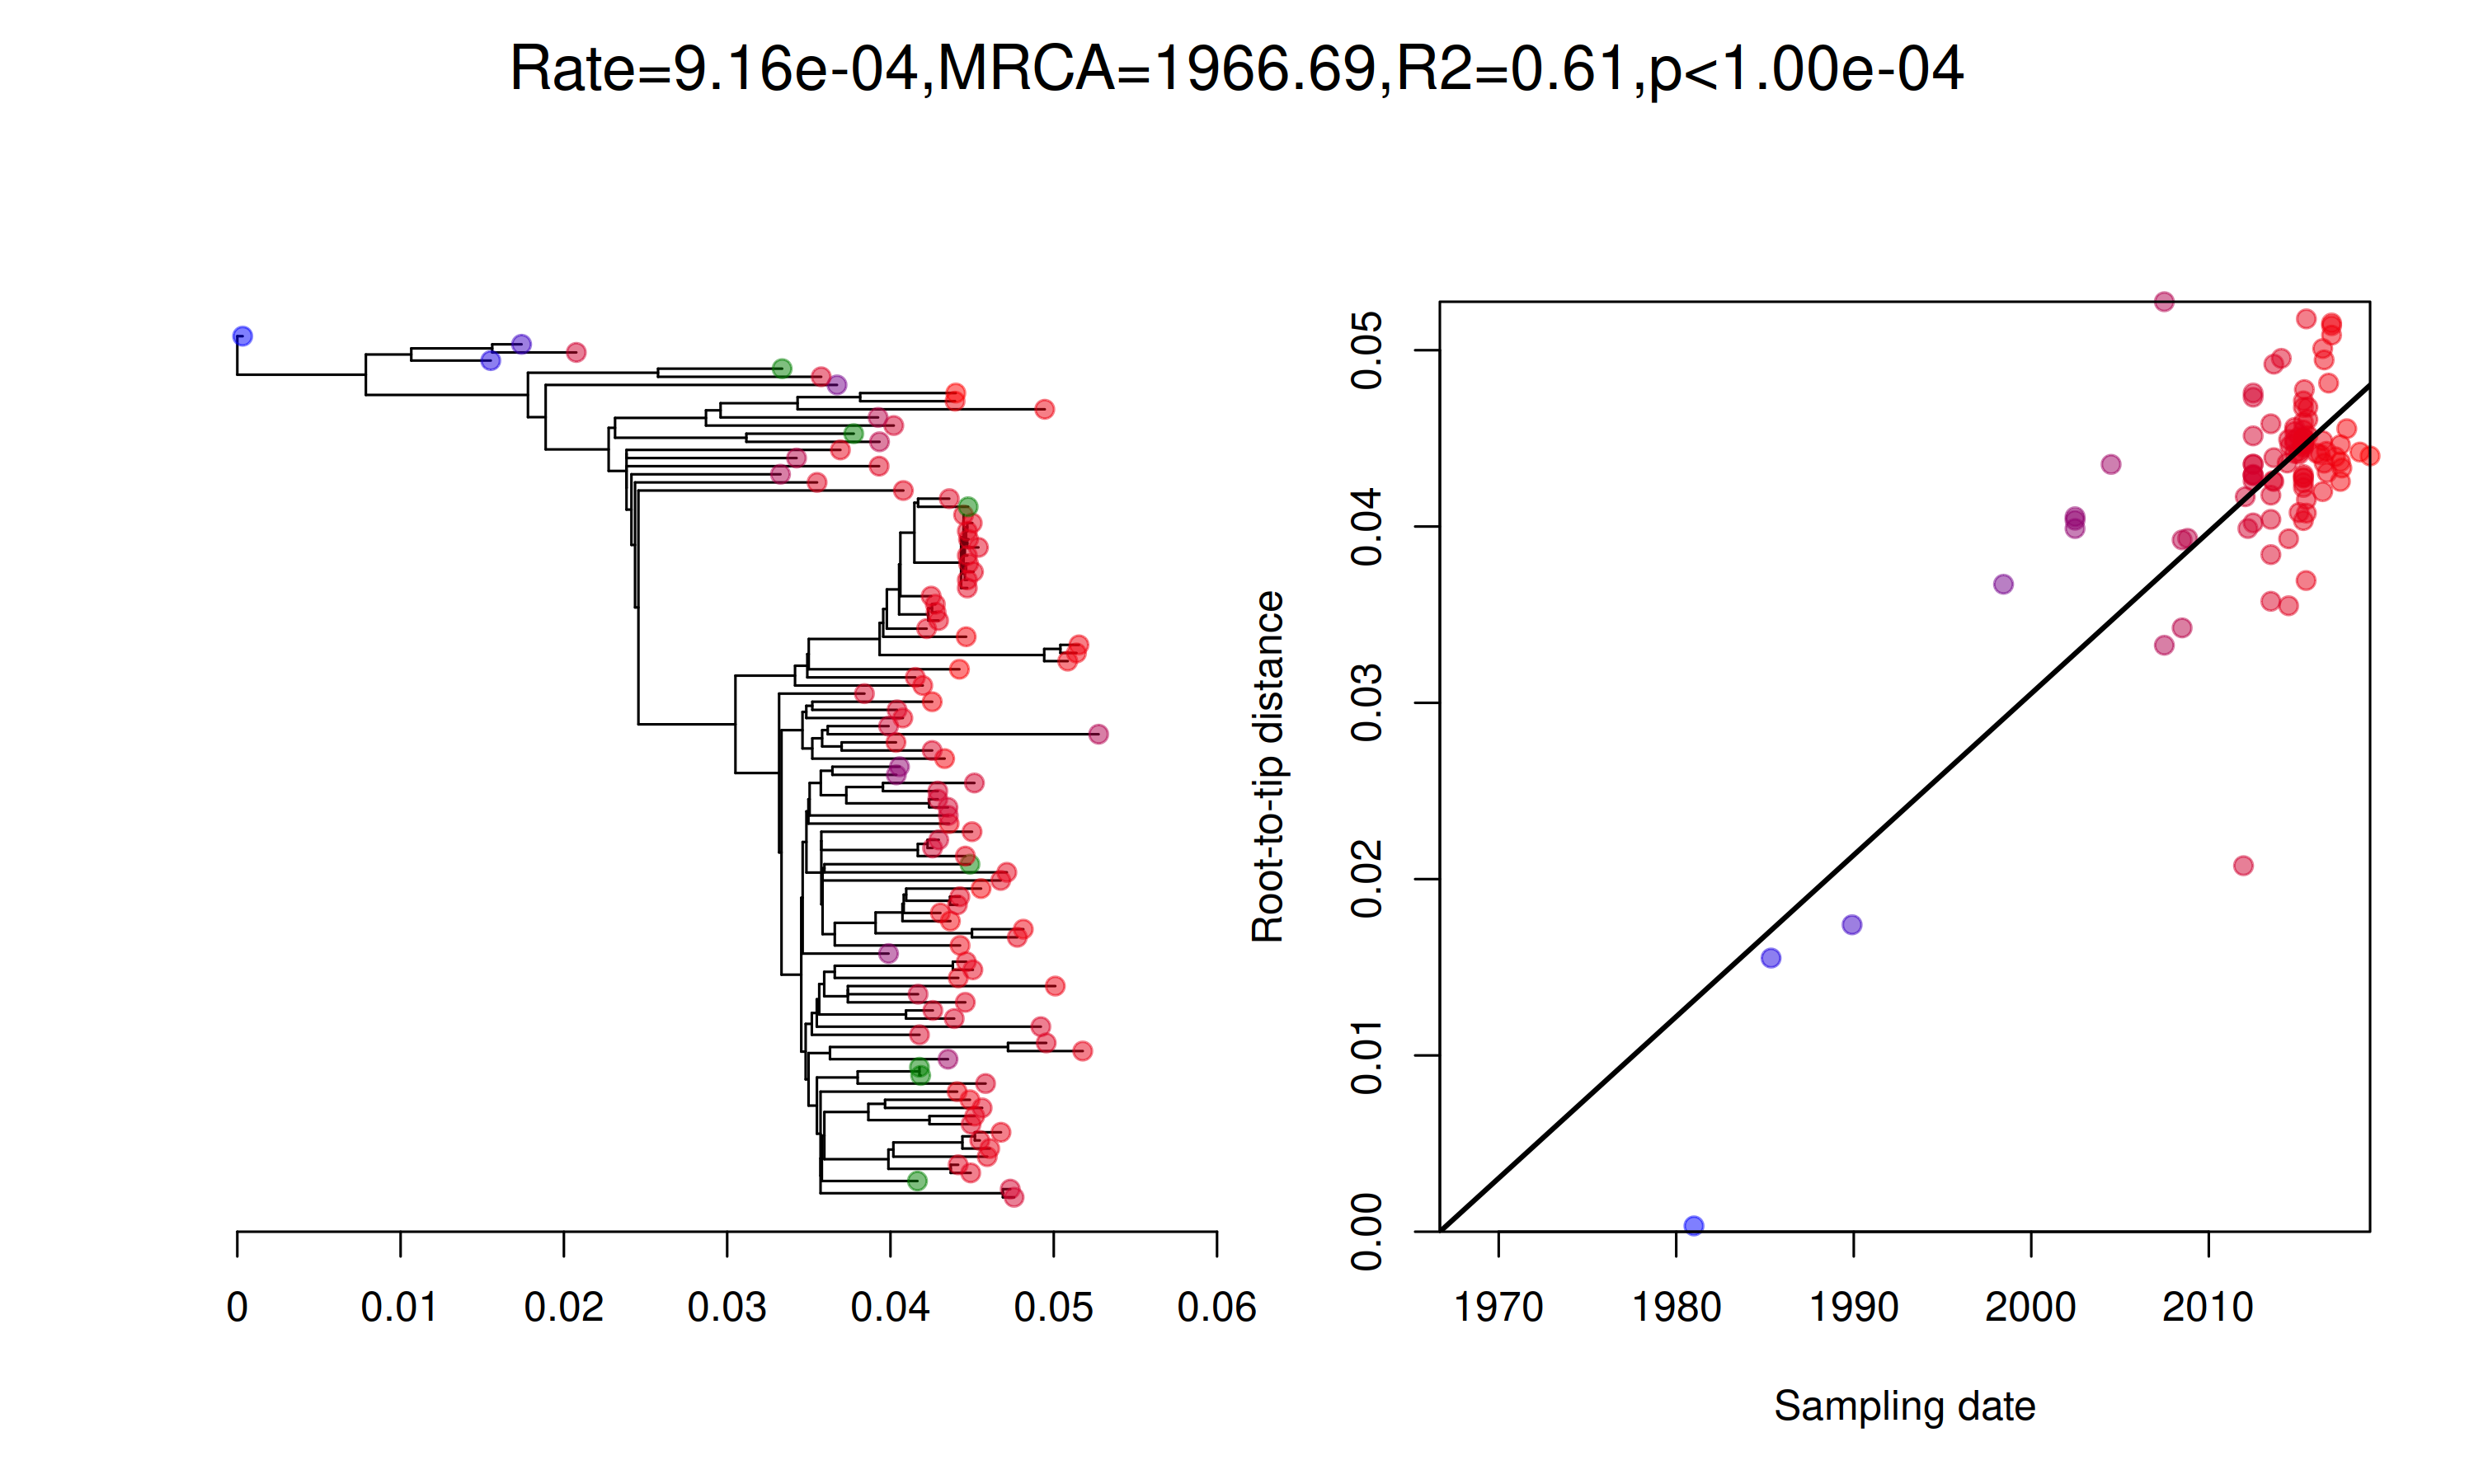 Rate=9.16e-04,MRCA=1966.69,R2=0.61,p<1.00e-04
0 0.01 0.02 0.03 0.04 0.05 0.06
Root-to-tip distance
0.00 0.01 0.02 0.03 0.04 0.05
1970 1980 1990 2000 2010
Sampling date